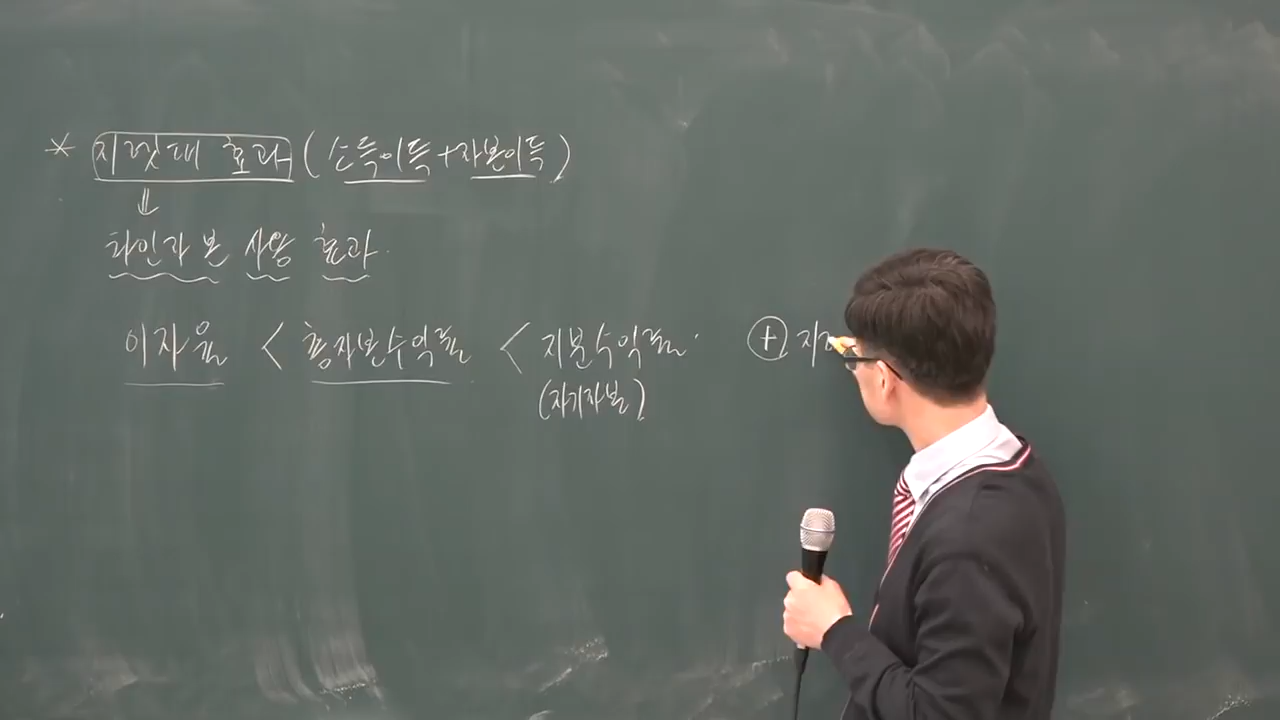 * 지렛대 효과 (소득이득+자본이득)
⇓
타인자본 사용 효과.
이자율 < 총자본수익률 < 지분수익률. ⊕ 지
(자기자본)